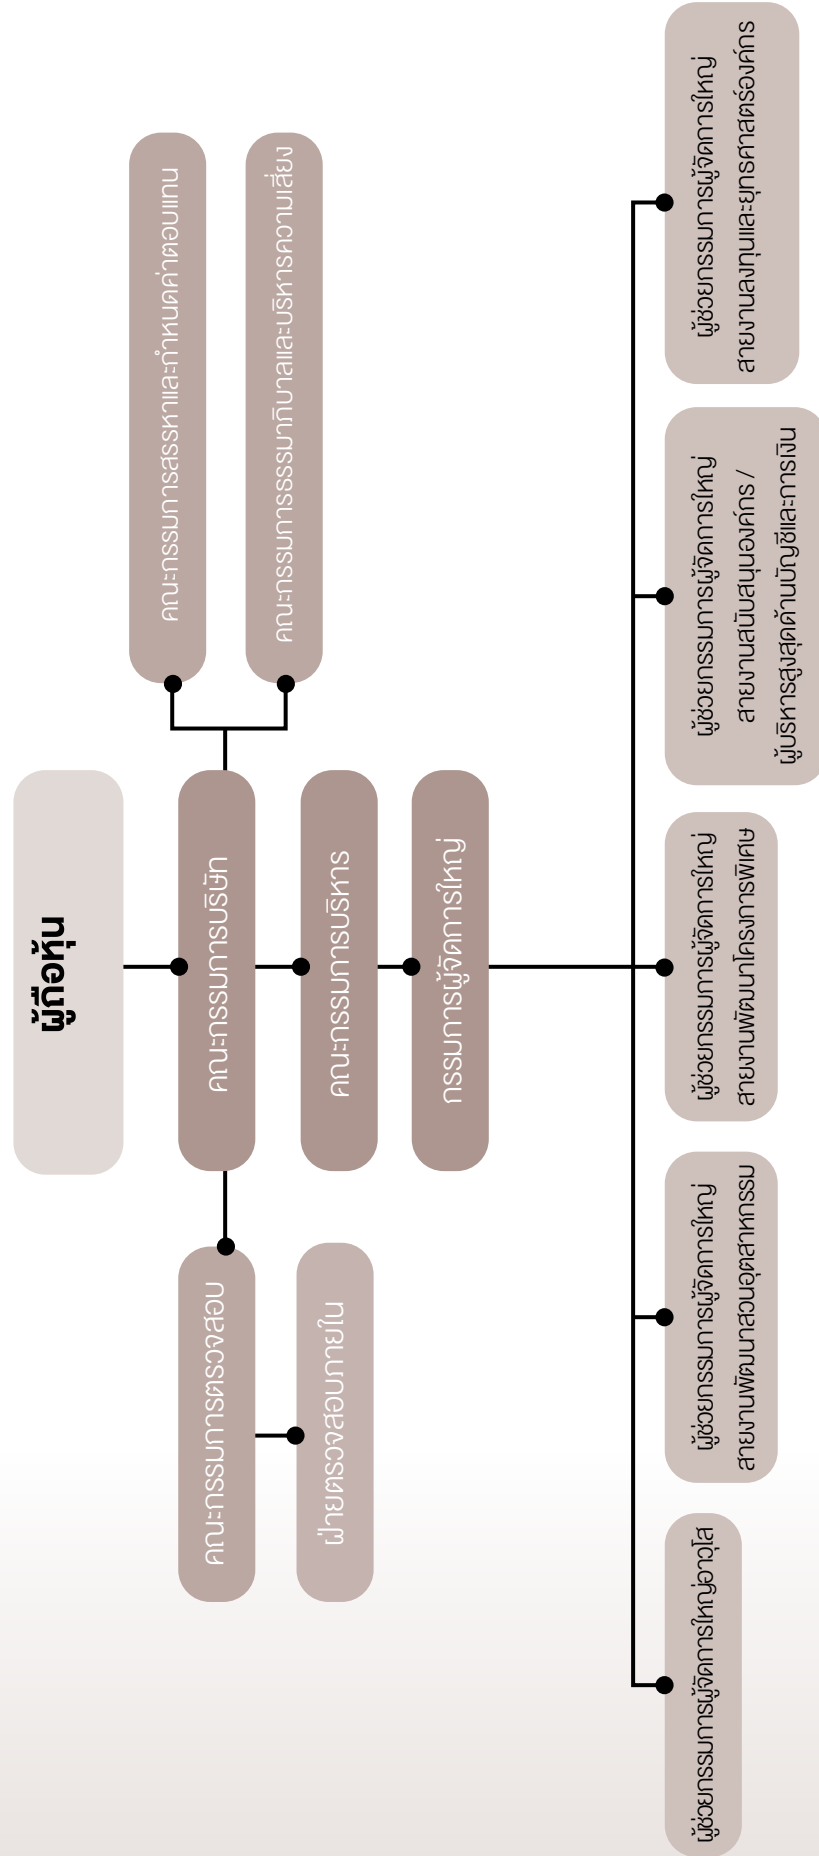 ผู้ถือหุ้น
คณะกรรมการสรรหาและกำหนดค่าตอบแทน
คณะกรรมการบริษัท
คณะกรรมการตรวจสอบ
คณะกรรมการธรรมาภิบาลและบริหารความเสี่ยง
คณะกรรมการบริหาร
ฝ่ายตรวจสอบภายใน
กรรมการผู้จัดการใหญ่
ผู้ช่วยกรรมการผู้จัดการใหญ่อาวุโส
ผู้ช่วยกรรมการผู้จัดการใหญ่
สายงานพัฒนาสวนอุตสาหกรรม
ผู้ช่วยกรรมการผู้จัดการใหญ่
สายงานพัฒนาโครงการพิเศษ
ผู้ช่วยกรรมการผู้จัดการใหญ่
สายงานสนับสนุนองค์การ /
ผู้บริหารสูงสุดด้านบัญชีและการเงิน
ผู้ช่วยกรรมการผู้จัดการใหญ่
สายงานลงทุนและยุทธศาสตร์องค์การ